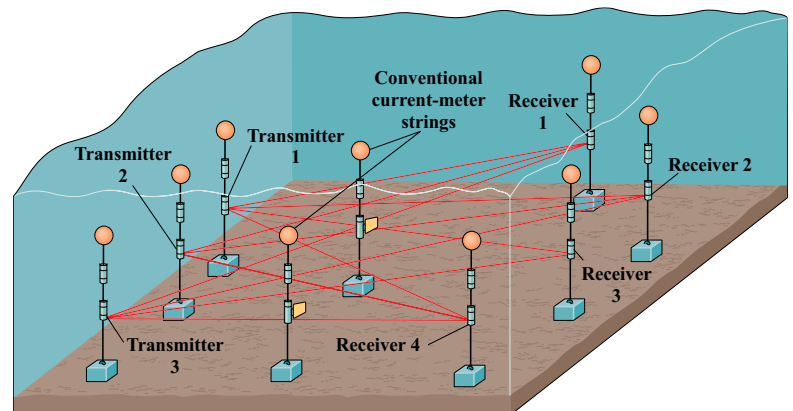 Conventional
current-meter
strings
Receiver
1
Transmitter
1
Transmitter
2
Receiver 2
Receiver
3
Transmitter
3
Receiver 4